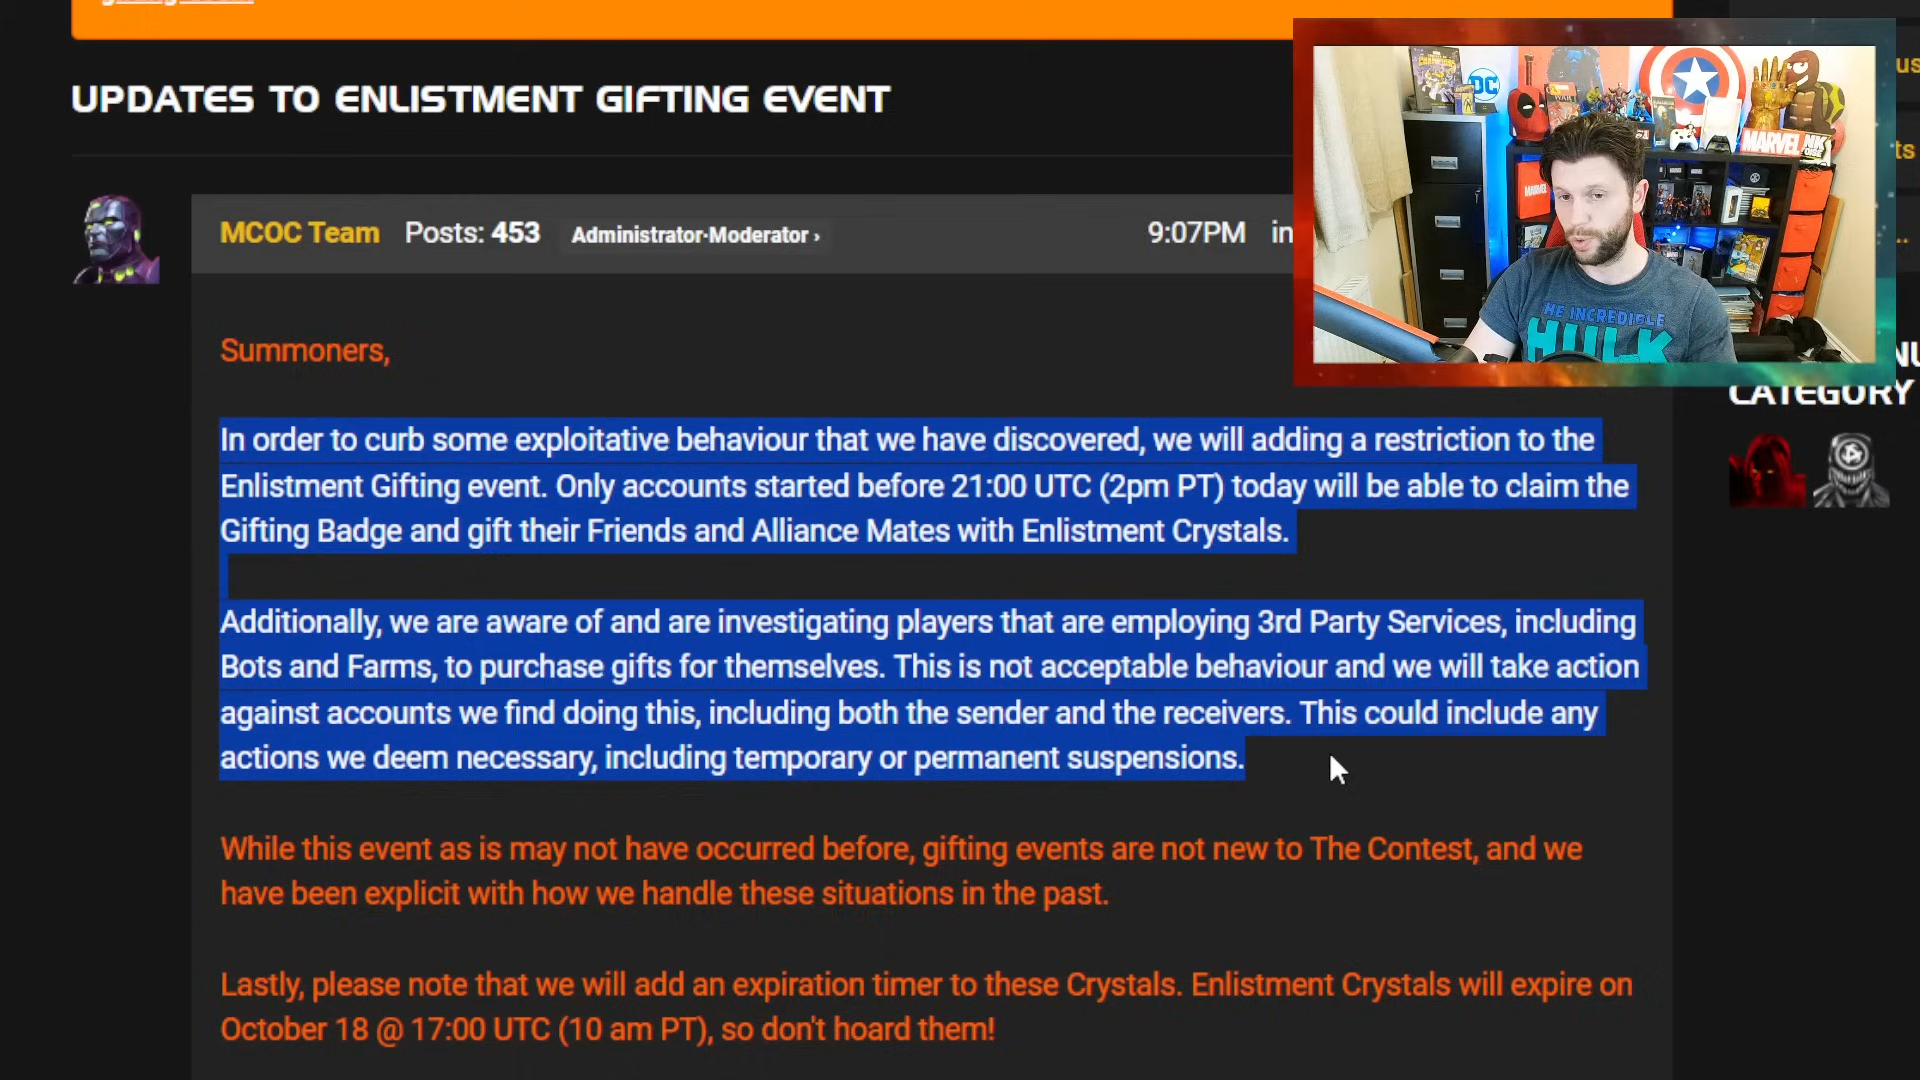 UPDATES TO ENLISTMENT GIFTING EVENT
MCOC Team Posts: 453 Administrator·Moderator › 9:07PM in
Summoners,
In order to curb some exploitative behaviour that we have discovered, we will adding a restriction to the
Enlistment Gifting event. Only accounts started before 21:00 UTC (2pm PT) today will be able to claim the
Gifting Badge and gift their Friends and Alliance Mates with Enlistment Crystals.
Additionally, we are aware of and are investigating players that are employing 3rd Party Services, including
Bots and Farms, to purchase gifts for themselves. This is not acceptable behaviour and we will take action
against accounts we find doing this, including both the sender and the receivers. This could include any
actions we deem necessary, including temporary or permanent suspensions.
While this event as is may not have occurred before, gifting events are not new to The Contest, and we
have been explicit with how we handle these situations in the past.
Lastly, please note that we will add an expiration timer to these Crystals. Enlistment Crystals will expire on
October 18 @ 17:00 UTC (10 am PT), so don't hoard them!
DC
MARVEL
MARVEL
HE INCREDIBLE
HULK
CATEGORY